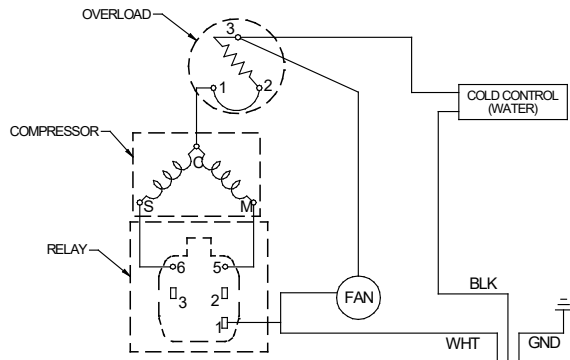 OVERLOAD
3
1
2
COLD CONTROL
(WATER)
COMPRESSOR
C
S
M
RELAY
6
5
3
2
1
FAN
BLK
WHT
GND